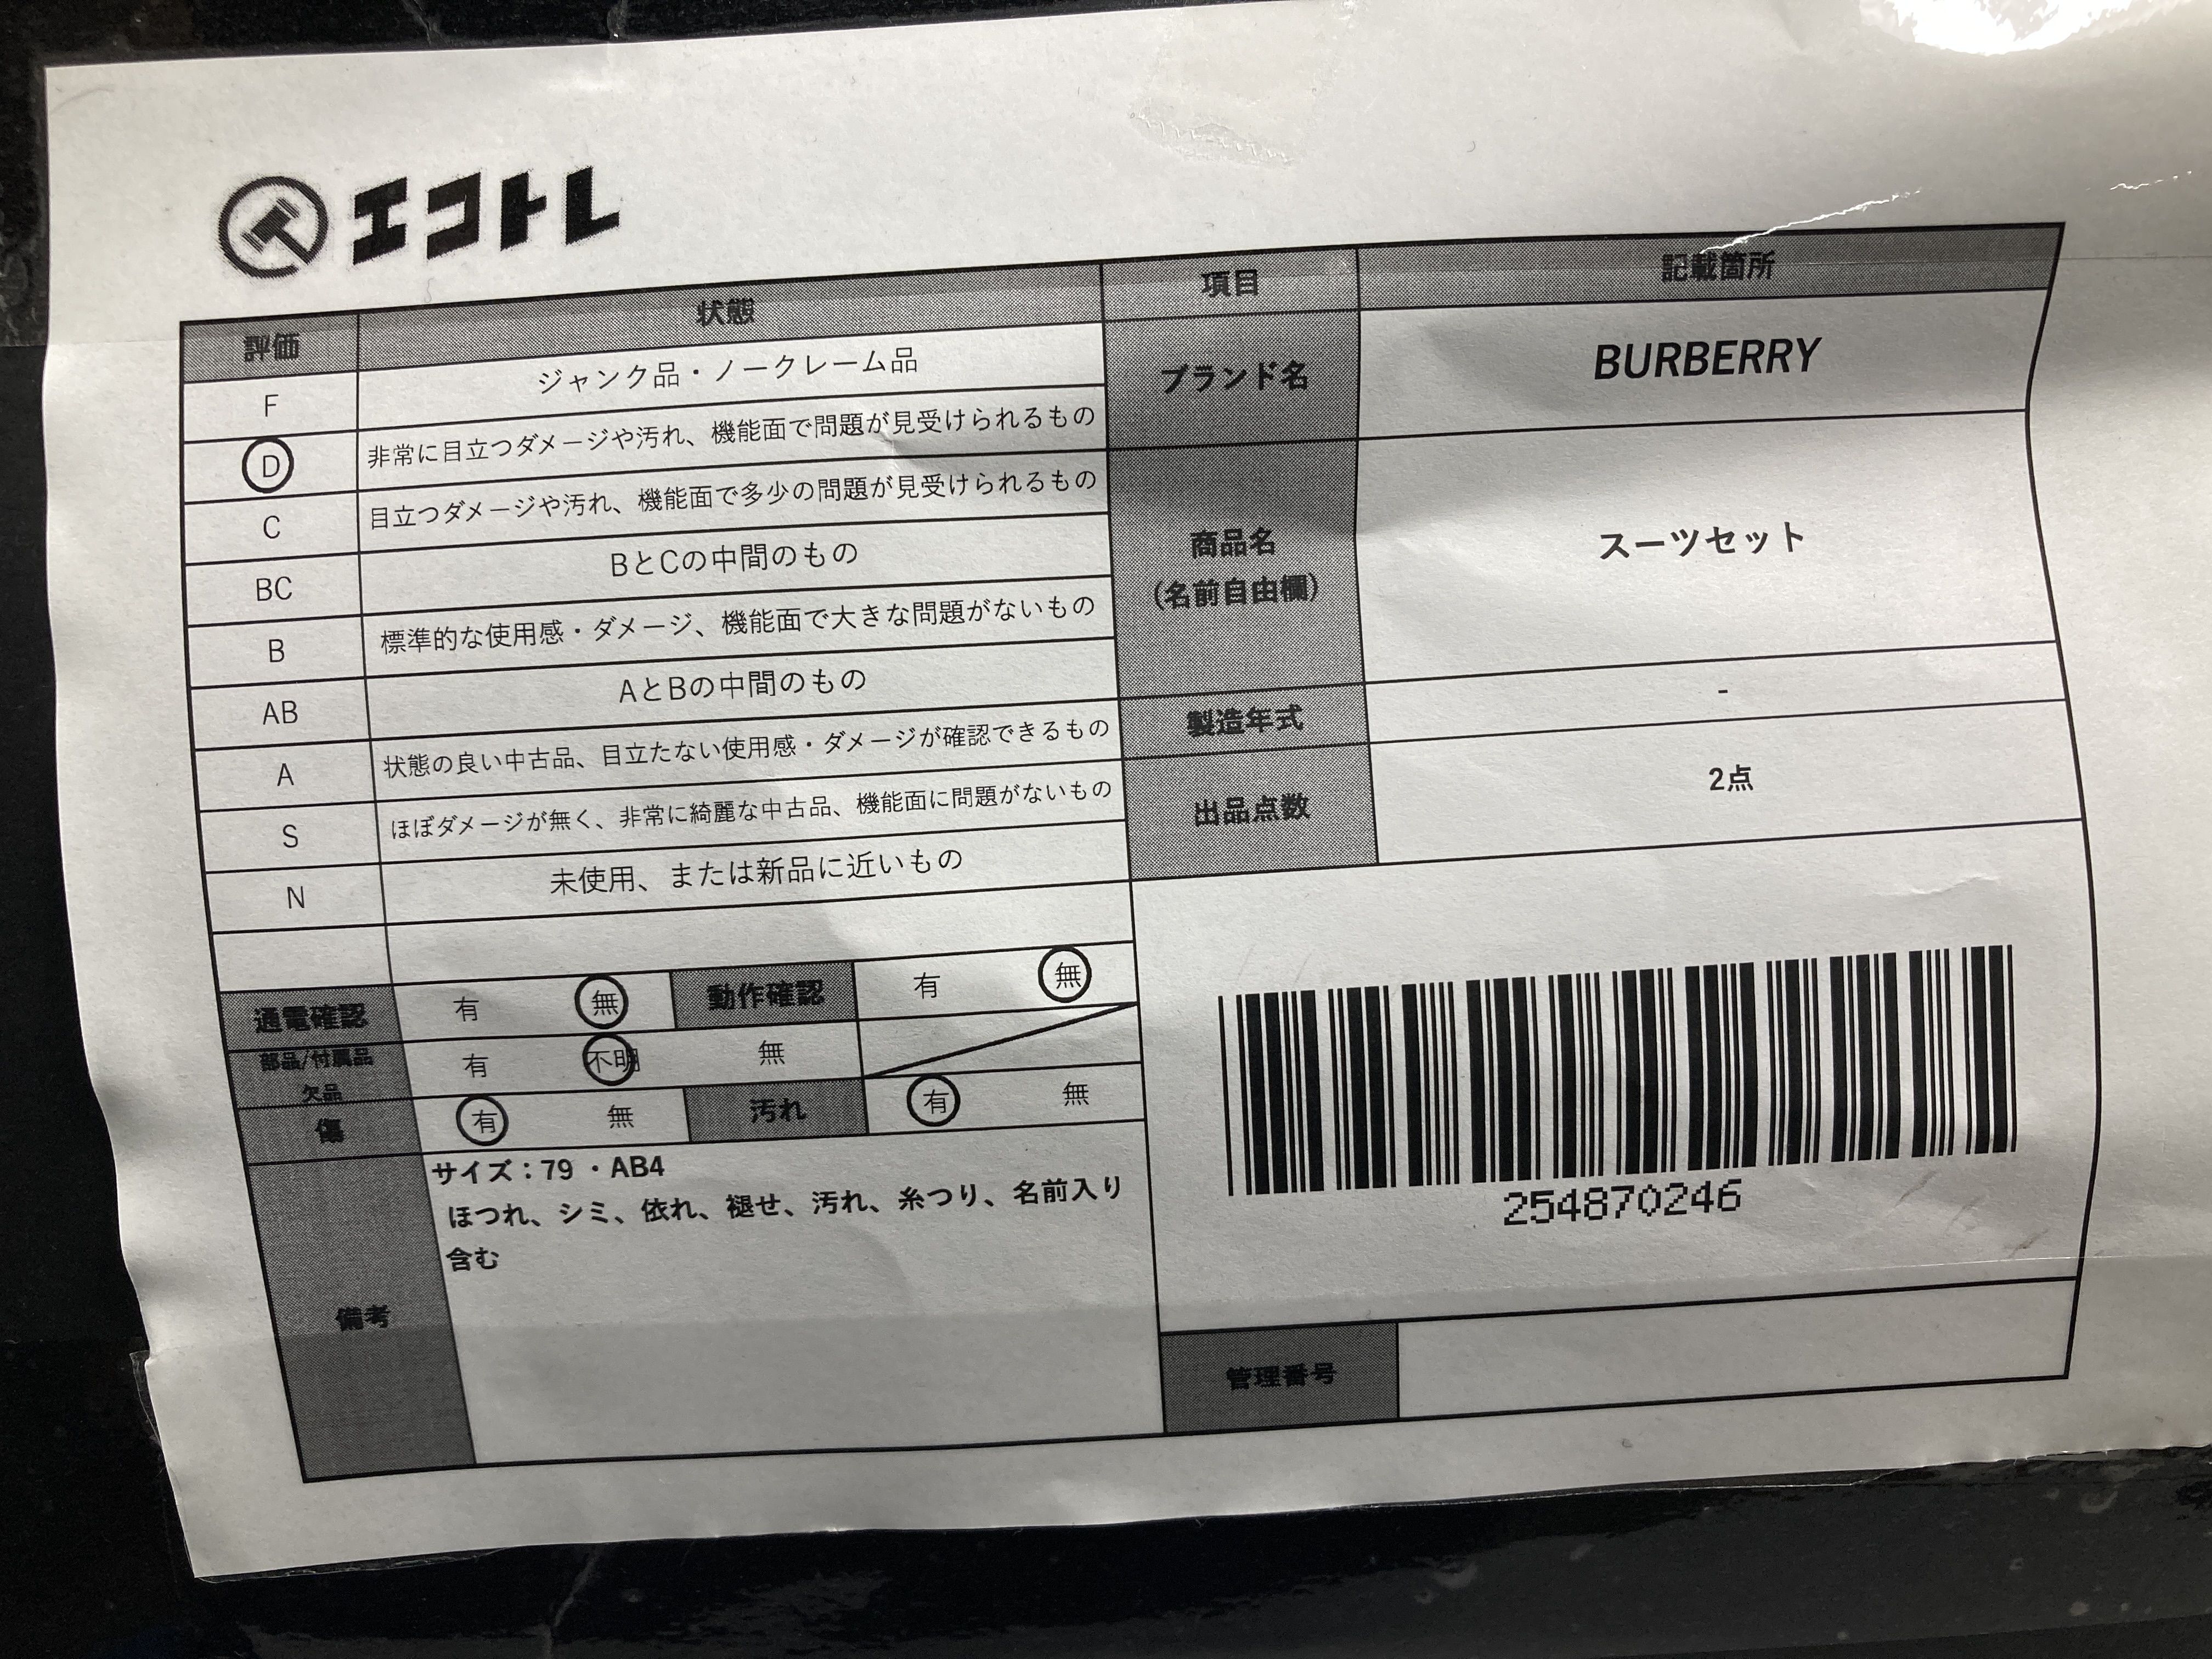 エコトレ
評価 状態
F ジャンク品・ノークレーム品
D 非常に目立つダメージや汚れ、機能面で問題が見受けられるもの
C 目立つダメージや汚れ、機能面で多少の問題が見受けられるもの
BC BとCの中間のもの
B 標準的な使用感・ダメージ、機能面で大きな問題がないもの
AB AとBの中間のもの
A 状態の良い中古品、目立たない使用感・ダメージが確認できるもの
S ほぼダメージが無く、非常に綺麗な中古品、機能面に問題がないもの
N 未使用、または新品に近いもの
通電確認 有 無 動作確認 有 無
部品/付属品
欠品 有 不明 無
傷 有 無 汚れ 有 無
備考
サイズ：79 ・AB4
ほつれ、シミ、依れ、褪せ、汚れ、糸つり、名前入り
含む
項目 記載箇所
ブランド名 BURBERRY
商品名
（名前自由欄）
スーツセット
製造年式 -
出品点数 2点
254870246
管理番号